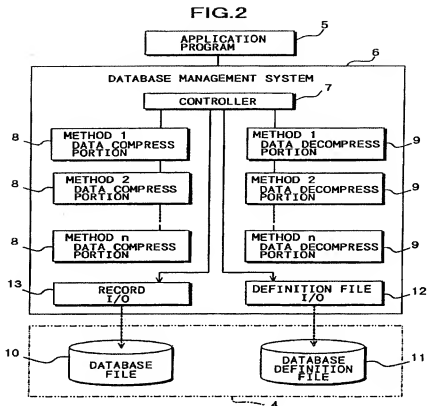 FIG.2
APPLICATION
PROGRAM
5
6
DATABASE MANAGEMENT SYSTEM
CONTROLLER
7
8
METHOD 1
DATA COMPRESS
PORTION
METHOD 1
DATA DECOMPRESS
PORTION
9
8
METHOD 2
DATA COMPRESS
PORTION
METHOD 2
DATA DECOMPRESS
PORTION
9
8
METHOD n
DATA COMPRESS
PORTION
METHOD n
DATA DECOMPRESS
PORTION
9
13
RECORD
I/O
DEFINITION FILE
I/O
12
10
DATABASE
FILE
DATABASE
DEFINITION
FILE
11
4